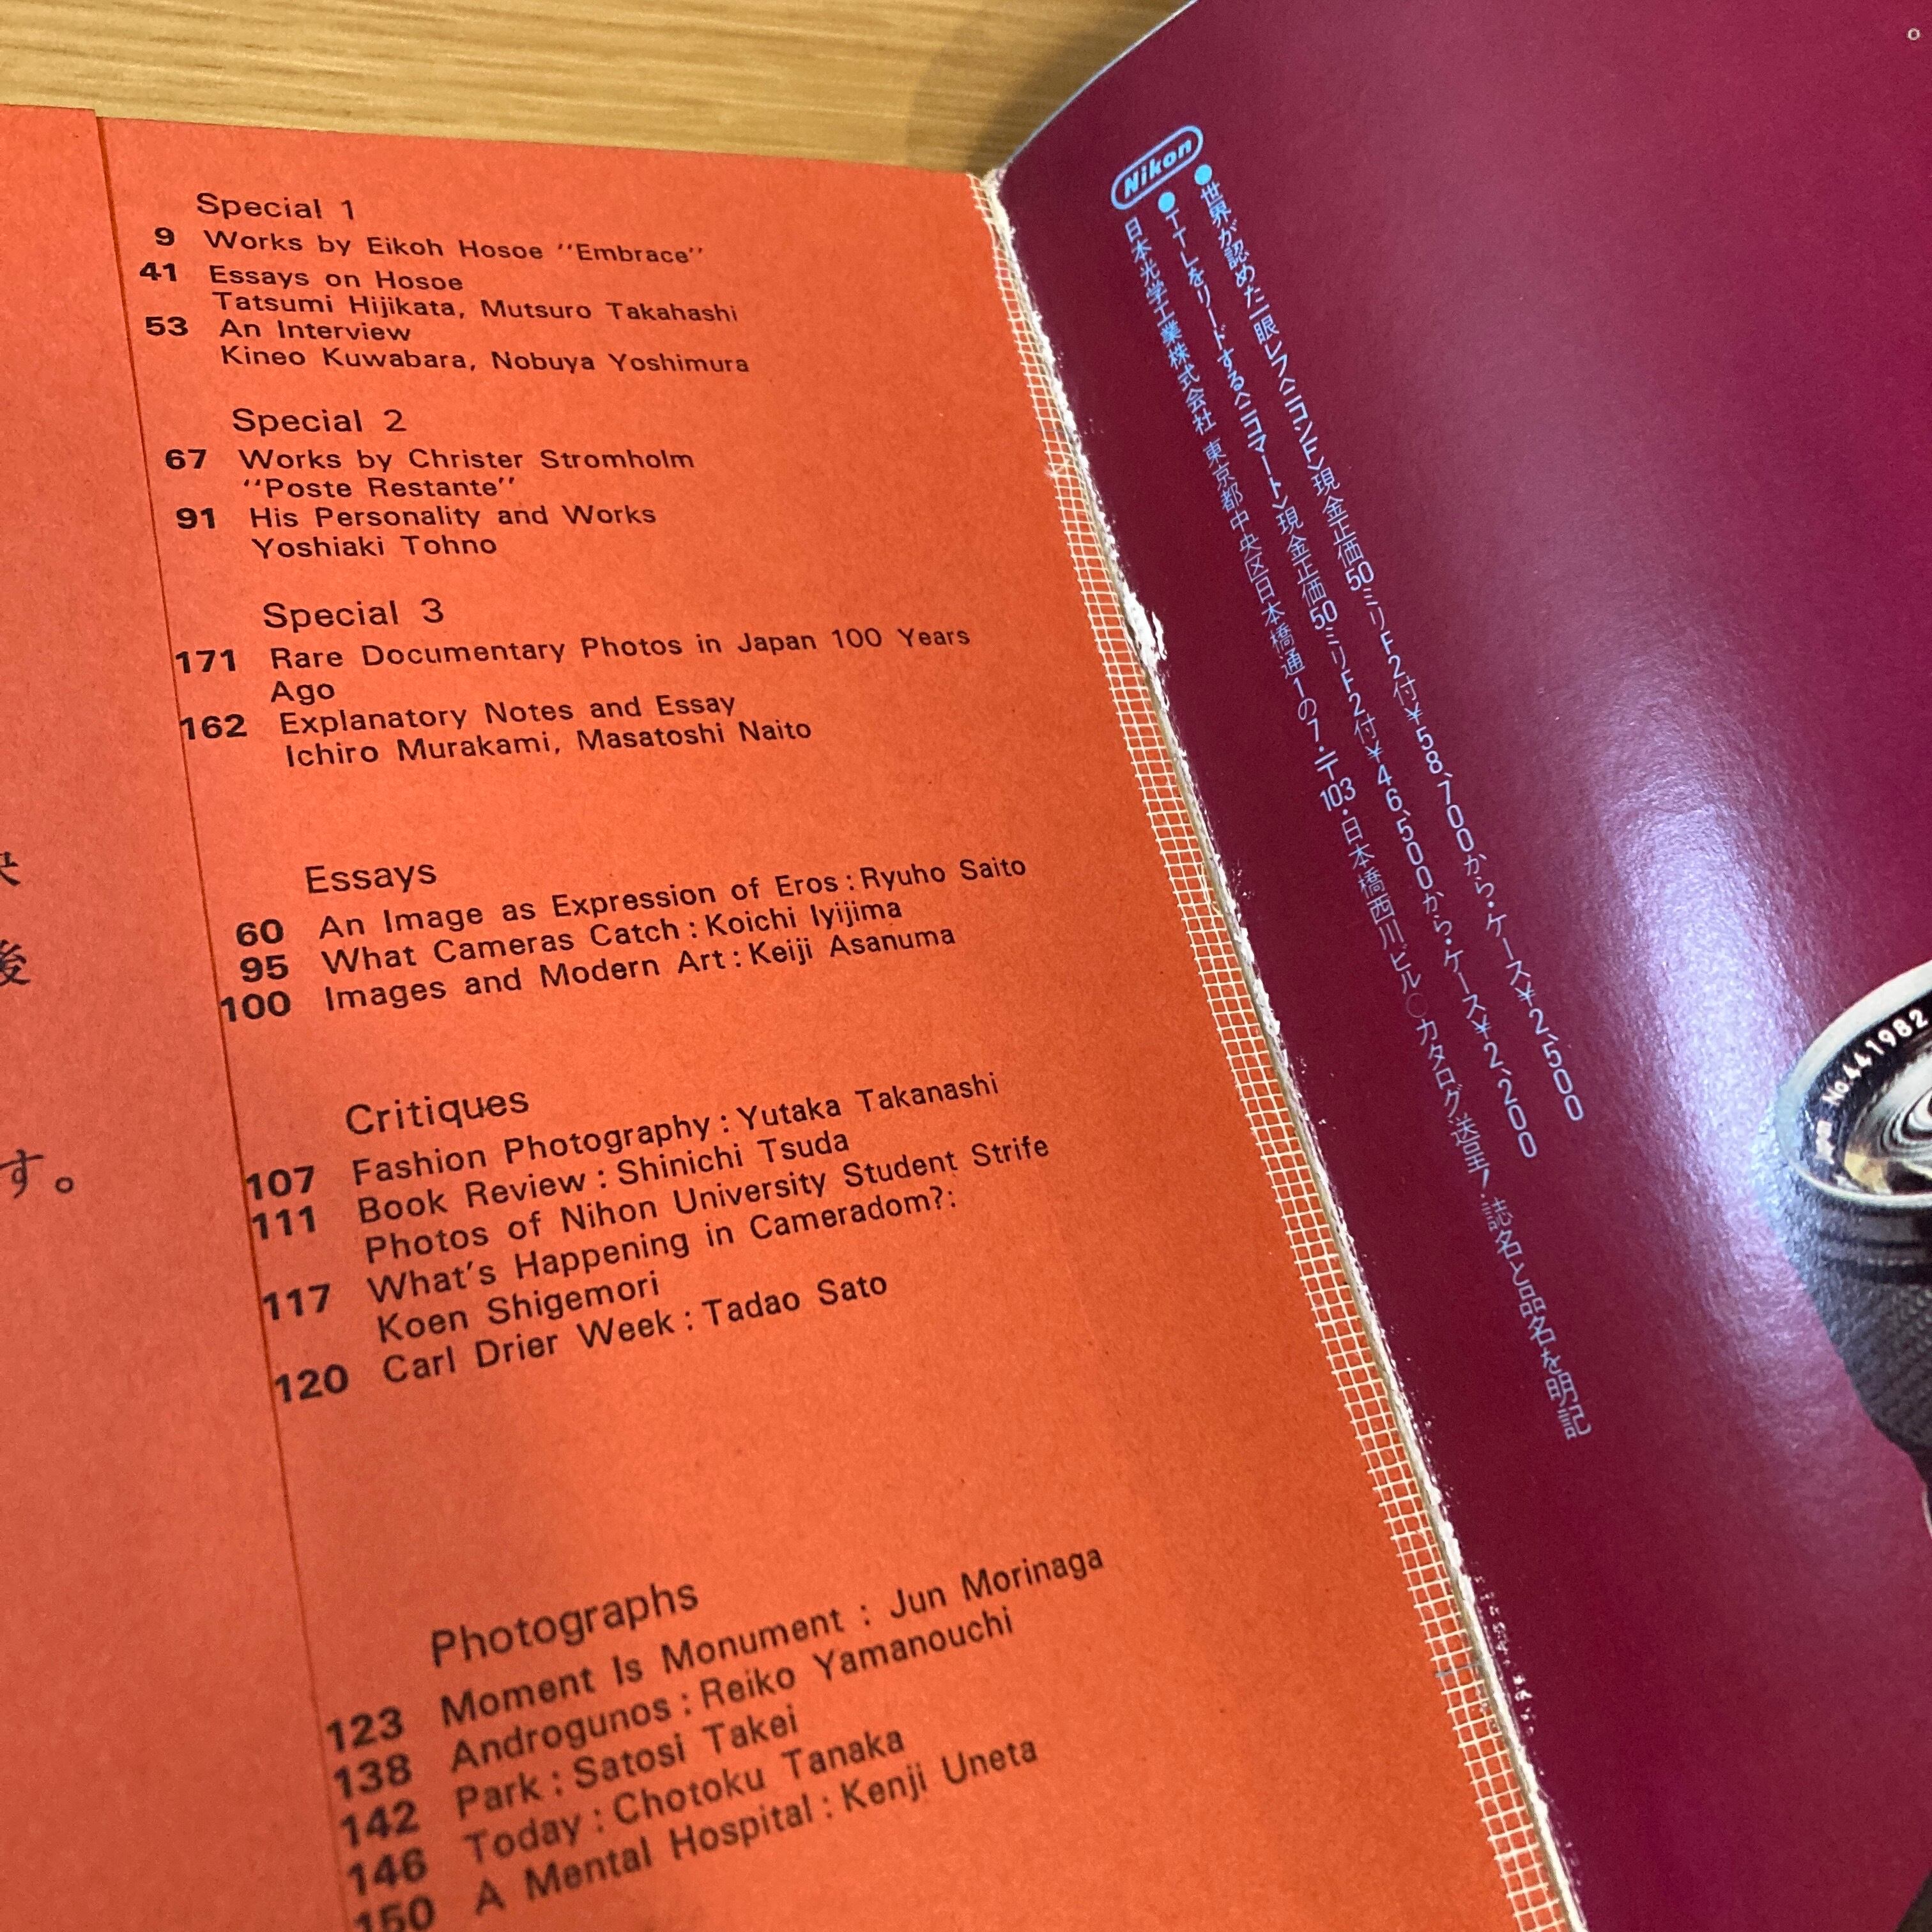 Special 1
9 Works by Eikoh Hosoe "Embrace"
41 Essays on Hosoe
Tatsumi Hijikata, Mutsuro Takahashi
53 An Interview
Kineo Kuwabara, Nobuya Yoshimura
Special 2
67 Works by Christer Stromholm
"Poste Restante"
91 His Personality and Works
Yoshiaki Tohno
Special 3
171 Rare Documentary Photos in Japan 100 Years
Ago
162 Explanatory Notes and Essay
Ichiro Murakami, Masatoshi Naito
Essays
60 An Image as Expression of Eros : Ryuho Saito
95 What Cameras Catch : Koichi Iyijima
100 Images and Modern Art : Keiji Asanuma
Critiques
107 Fashion Photography : Yutaka Takanashi
111 Book Review : Shinichi Tsuda
Photos of Nihon University Student Strife
117 What's Happening in Cameradom?:
Koen Shigemori
120 Carl Drier Week : Tadao Sato
Photographs
123 Moment Is Monument : Jun Morinaga
138 Androgunos : Reiko Yamanouchi
142 Park : Satosi Takei
146 Today : Chotoku Tanaka
150 A Mental Hospital : Kenji Uneta
後
す。
Nikon
●世界が認めた一眼レフ〈ニコンF〉現金正価50ミリF2付¥58,700から・ケース¥2,500
●TTLをリードする〈ニコマート〉現金正価50ミリF2付¥46,500から・ケース¥2,200
日本光学工業株式会社 東京都中央区日本橋通1の7・〒103・日本橋西川ビル○カタログ送呈/誌名と品名を明記
No.441982